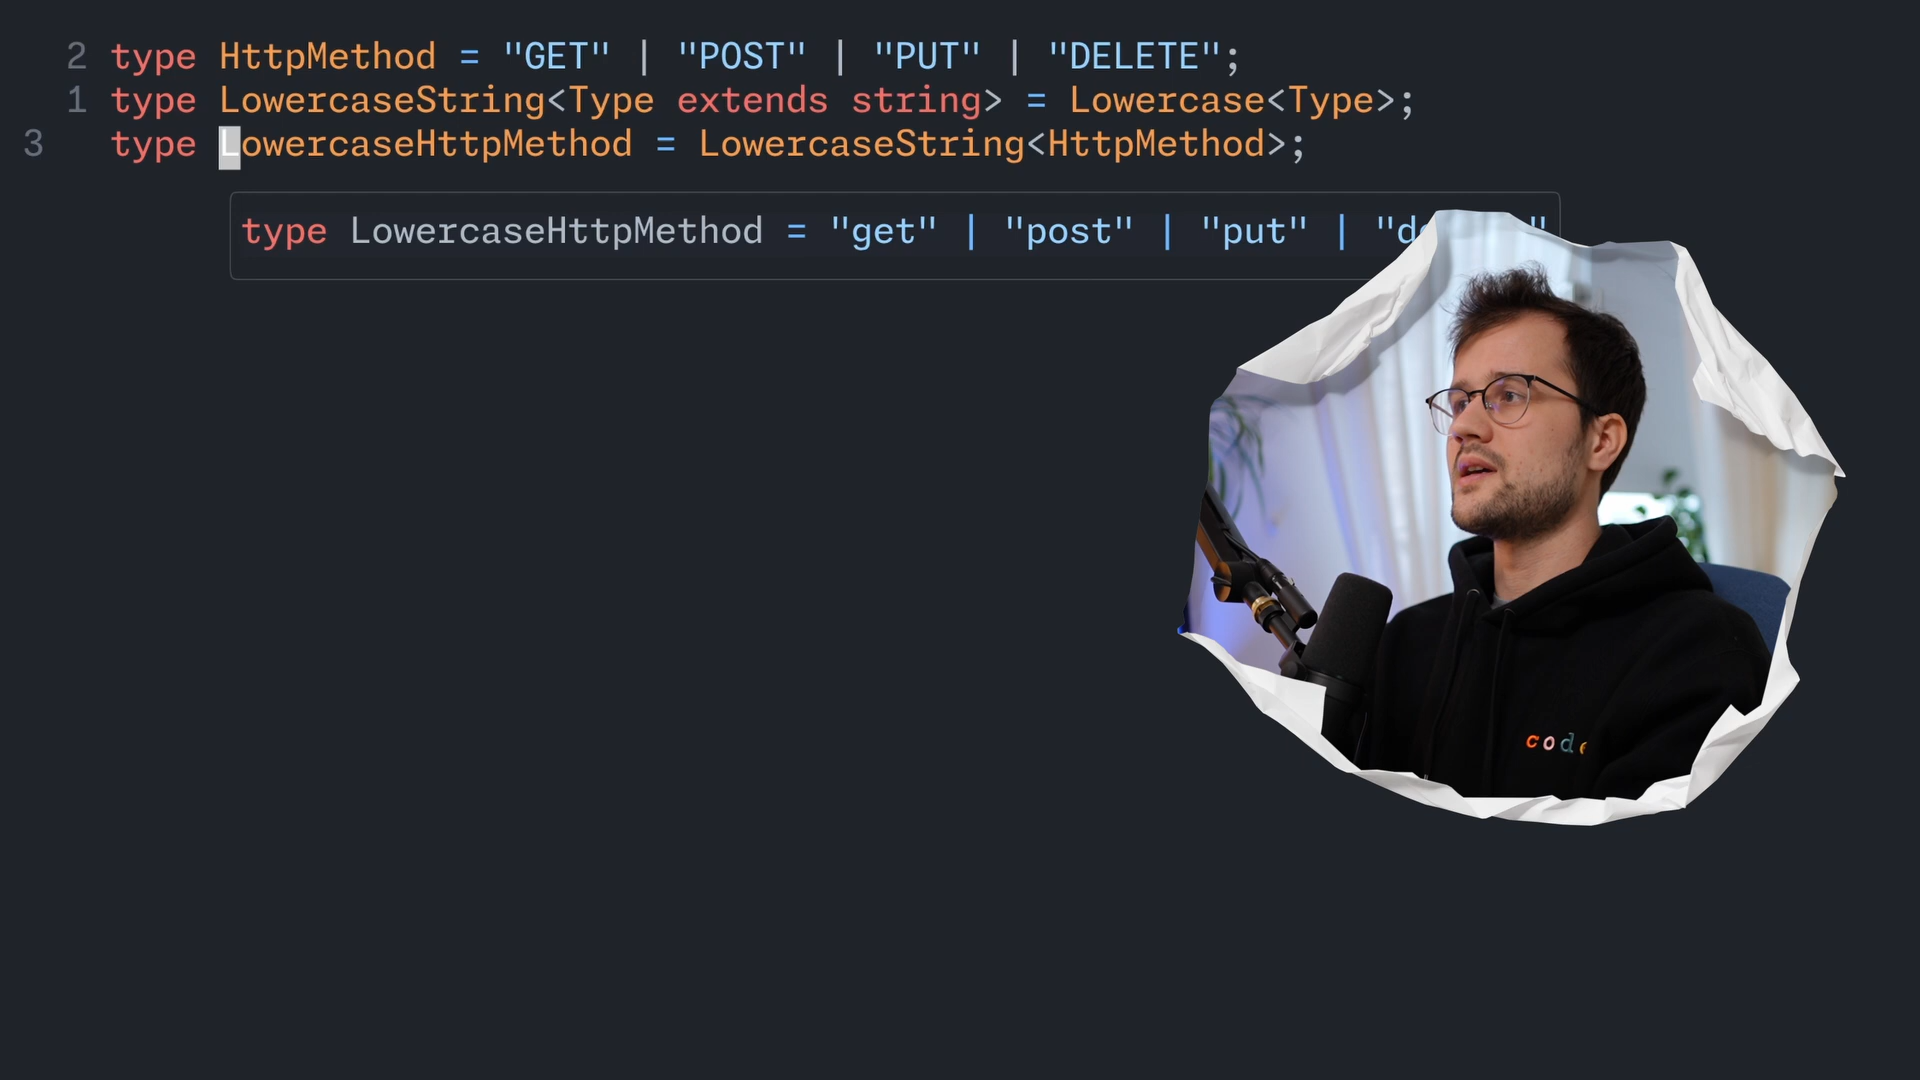 2 type HttpMethod = "GET" | "POST" | "PUT" | "DELETE";
1 type LowercaseString<Type extends string> = Lowercase<Type>;
3 type LowercaseHttpMethod = LowercaseString<HttpMethod>;
type LowercaseHttpMethod = "get" | "post" | "put" |
code